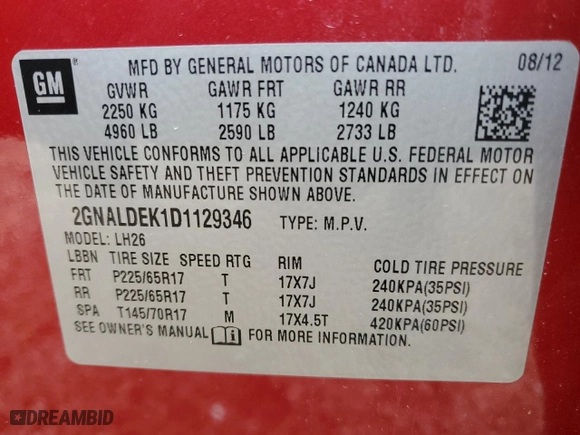 GM
MFD BY GENERAL MOTORS OF CANADA LTD. 08/12
GVWR GAWR FRT GAWR RR
2250 KG 1175 KG 1240 KG
4960 LB 2590 LB 2733 LB
THIS VEHICLE CONFORMS TO ALL APPLICABLE U.S. FEDERAL MOTOR
VEHICLE SAFETY AND THEFT PREVENTION STANDARDS IN EFFECT ON
THE DATE OF MANUFACTURE SHOWN ABOVE.
2GNALDEK1D1129346 TYPE: M.P.V.
MODEL: LH26
LBBN TIRE SIZE SPEED RTG RIM COLD TIRE PRESSURE
FRT P225/65R17 T 17X7J 240KPA(35PSI)
RR P225/65R17 T 17X7J 240KPA(35PSI)
SPA T145/70R17 M 17X4.5T 420KPA(60PSI)
SEE OWNER'S MANUAL FOR MORE INFORMATION.
DREAMBID